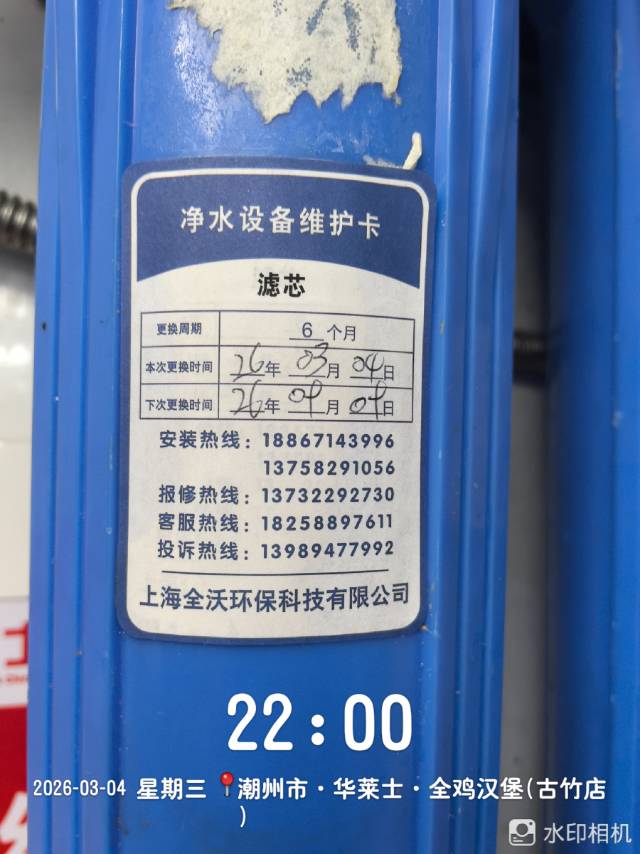 净水设备维护卡
滤芯
更换周期 6 个月
本次更换时间 26年 03月 04日
下次更换时间 26年 09月 04日
安装热线：18867143996
13758291056
报修热线：13732292730
客服热线：18258897611
投诉热线：13989477992
上海全沃环保科技有限公司
22:00
2026-03-04 星期三 📍潮州市·华莱士·全鸡汉堡(古竹店
)
水印相机